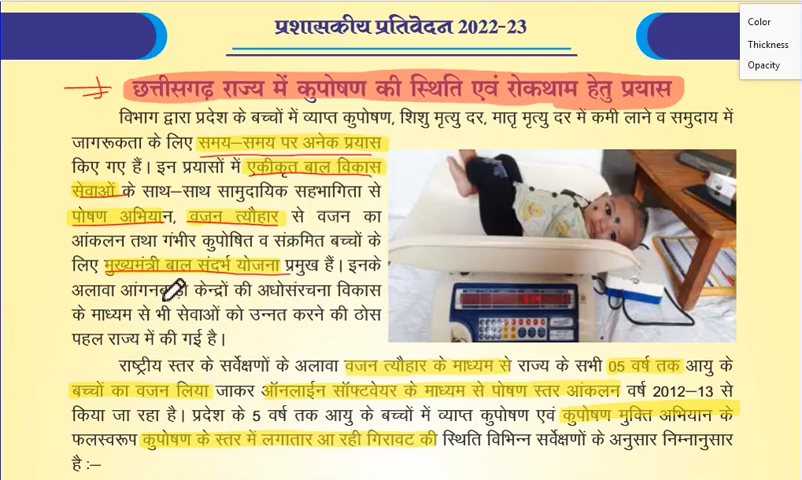 प्रशासकीय प्रतिवेदन 2022-23
Color
Thickness
Opacity
छत्तीसगढ़ राज्य में कुपोषण की स्थिति एवं रोकथाम हेतु प्रयास
विभाग द्वारा प्रदेश के बच्चों में व्याप्त कुपोषण, शिशु मृत्यु दर, मातृ मृत्यु दर में कमी लाने व समुदाय में
जागरूकता के लिए समय-समय पर अनेक प्रयास
किए गए हैं। इन प्रयासों में एकीकृत बाल विकास
सेवाओं के साथ-साथ सामुदायिक सहभागिता से
पोषण अभियान, वजन त्यौहार से वजन का
आंकलन तथा गंभीर कुपोषित व संक्रमित बच्चों के
लिए मुख्यमंत्री बाल संदर्भ योजना प्रमुख हैं। इनके
अलावा केन्द्रों की अधोसंरचना विकास
के माध्यम से भी सेवाओं को उन्नत करने की ठोस
पहल राज्य में की गई है।
राष्ट्रीय स्तर के सर्वेक्षणों के अलावा वजन त्यौहार के माध्यम से राज्य के सभी 05 वर्ष तक आयु के
बच्चों का वजन लिया जाकर ऑनलाईन सॉफ्टवेयर के माध्यम से पोषण स्तर आंकलन वर्ष 2012-13 से
किया जा रहा है। प्रदेश के 5 वर्ष तक आयु के बच्चों में व्याप्त कुपोषण एवं कुपोषण मुक्ति अभियान के
फलस्वरूप कुपोषण के स्तर में लगातार आ रही गिरावट की स्थिति विभिन्न सर्वेक्षणों के अनुसार निम्नानुसार
है :–